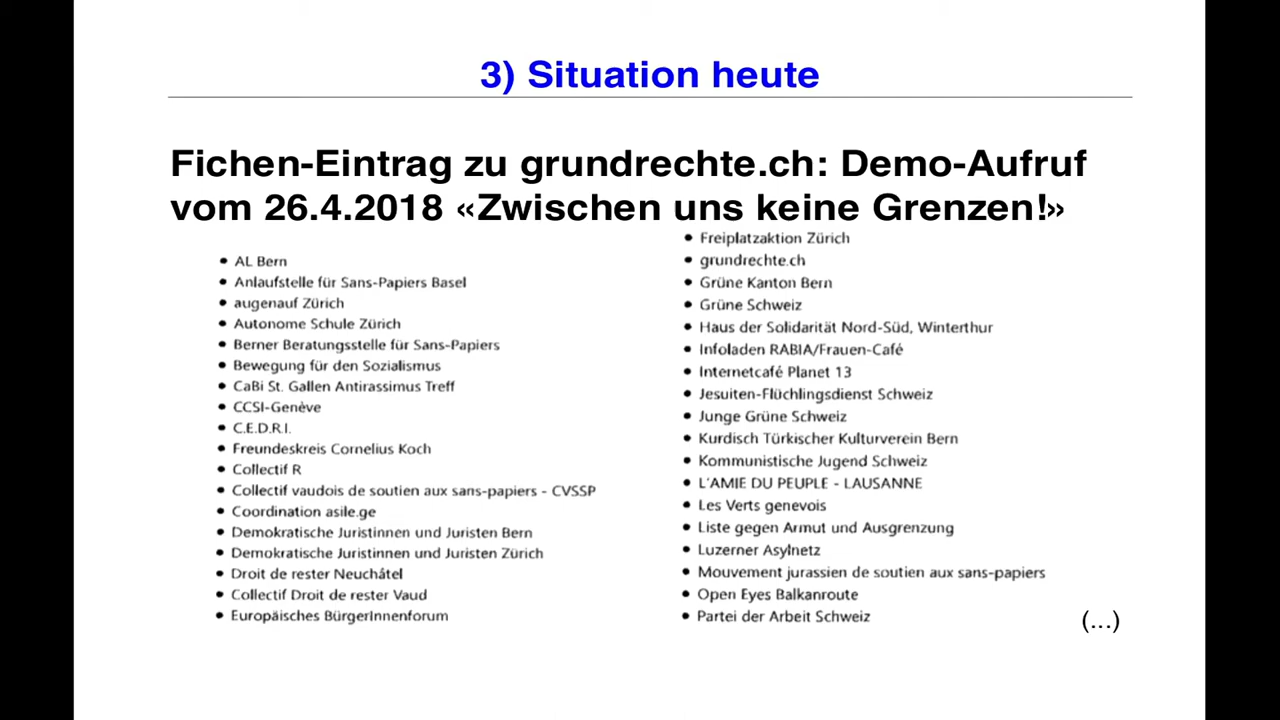 3) Situation heute
Fichen-Eintrag zu grundrechte.ch: Demo-Aufruf
vom 26.4.2018 «Zwischen uns keine Grenzen!»
• AL Bern
• Anlaufstelle für Sans-Papiers Basel
• augenauf Zürich
• Autonome Schule Zürich
• Berner Beratungsstelle für Sans-Papiers
• Bewegung für den Sozialismus
• CaBi St. Gallen Antirassimus Treff
• CCSI-Genève
• C.E.D.R.I.
• Freundeskreis Cornelius Koch
• Collectif R
• Collectif vaudois de soutien aux sans-papiers - CVSSP
• Coordination asile.ge
• Demokratische Juristinnen und Juristen Bern
• Demokratische Juristinnen und Juristen Zürich
• Droit de rester Neuchâtel
• Collectif Droit de rester Vaud
• Europäisches BürgerInnenforum
• Freiplatzaktion Zürich
• grundrechte.ch
• Grüne Kanton Bern
• Grüne Schweiz
• Haus der Solidarität Nord-Süd, Winterthur
• Infoladen RABIA/Frauen-Café
• Internetcafé Planet 13
• Jesuiten-Flüchlingsdienst Schweiz
• Junge Grüne Schweiz
• Kurdisch Türkischer Kulturverein Bern
• Kommunistische Jugend Schweiz
• L'AMIE DU PEUPLE - LAUSANNE
• Les Verts genevois
• Liste gegen Armut und Ausgrenzung
• Luzerner Asylnetz
• Mouvement jurassien de soutien aux sans-papiers
• Open Eyes Balkanroute
• Partei der Arbeit Schweiz
(...)